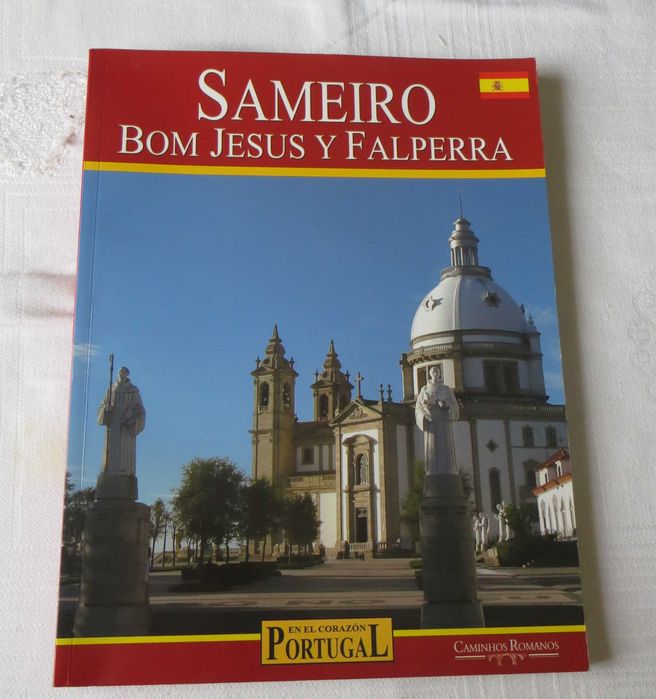 SAMEIRO
BOM JESUS Y FALPERRA
EN EL CORAZÓN
PORTUGAL
CAMINHOS ROMANOS